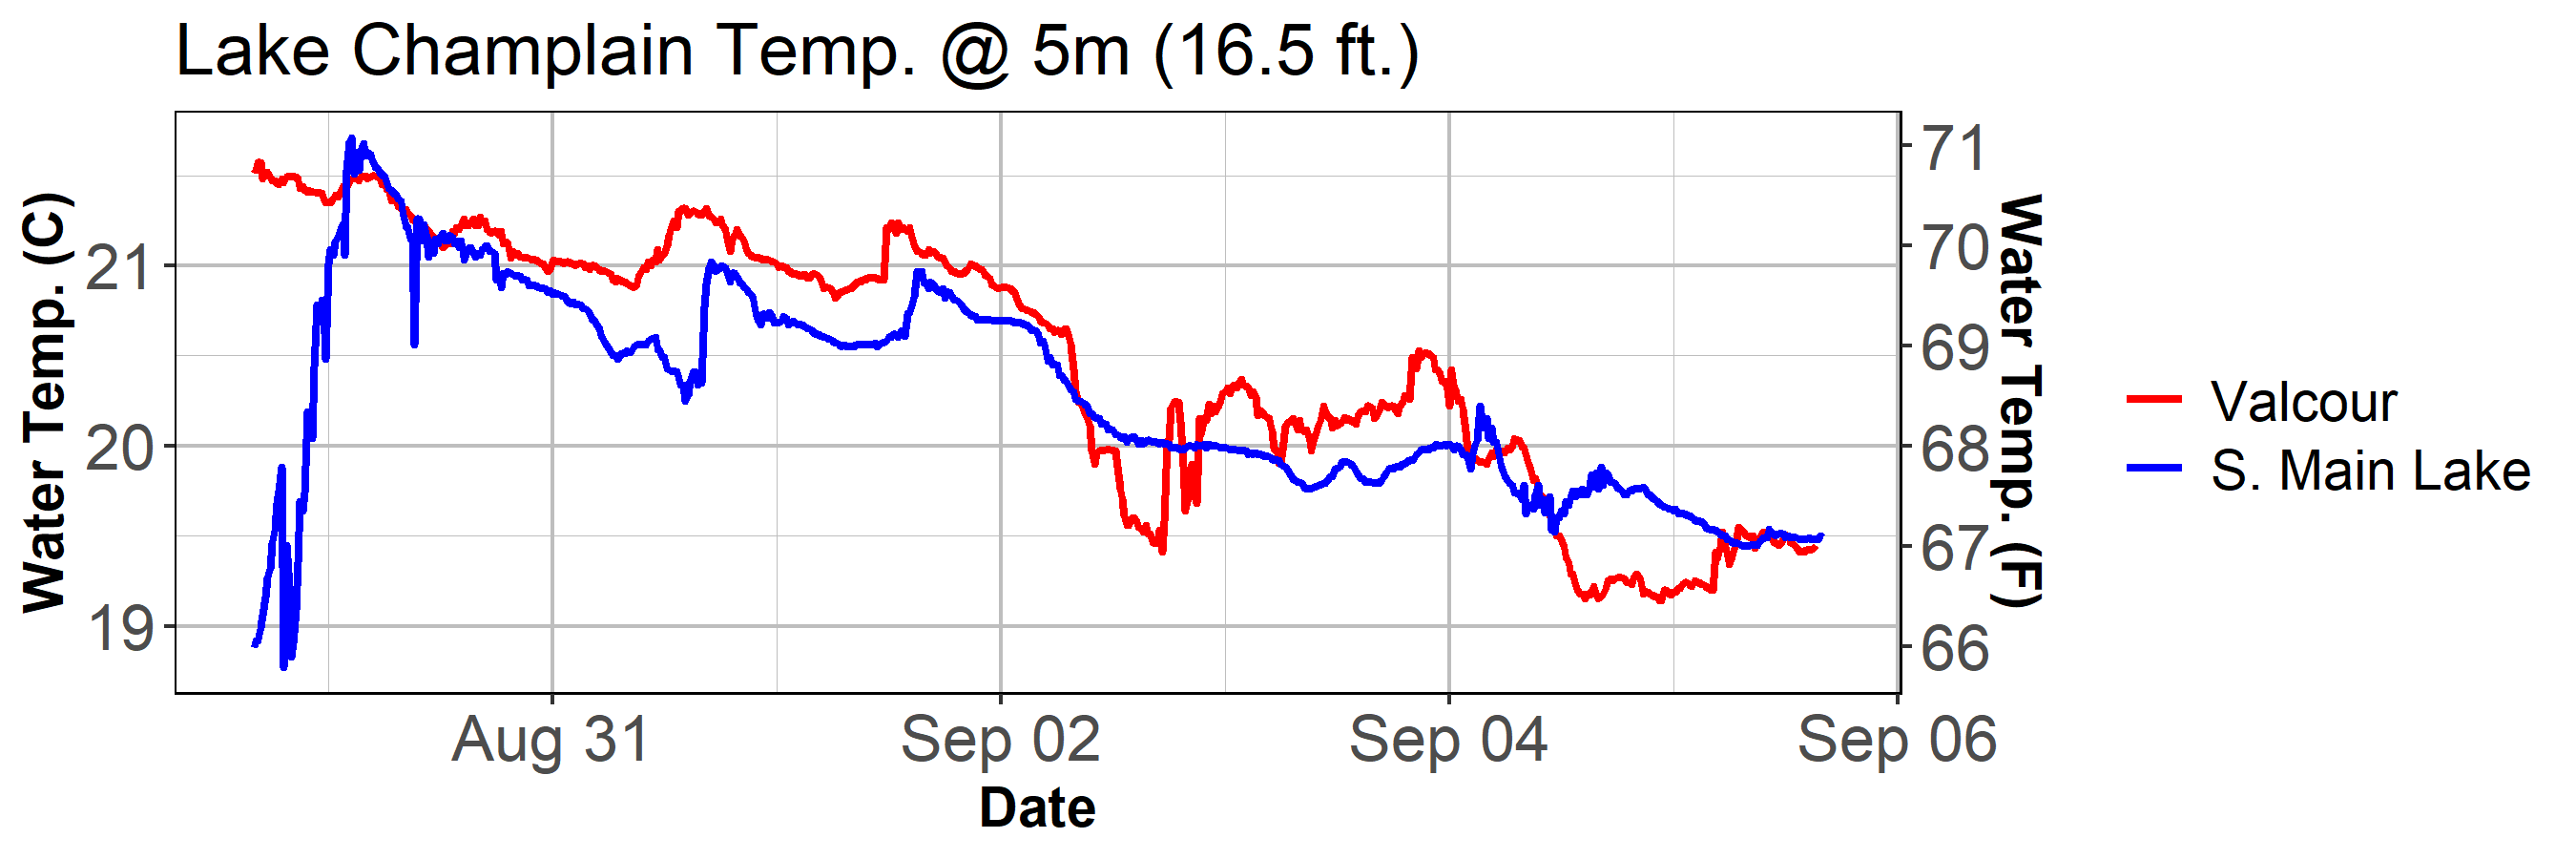 Lake Champlain Temp. @ 5m (16.5 ft.)
Water Temp. (C)
21
20
19
71
70
69
68
67
66
Water Temp. (F)
Aug 31
Sep 02
Sep 04
Sep 06
Date
Valcour
S. Main Lake